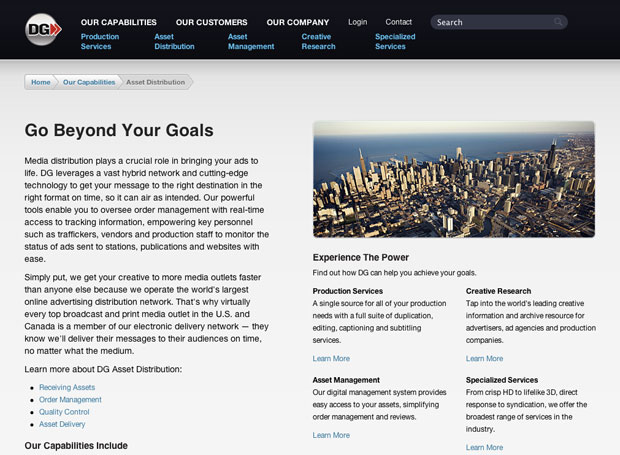 DG
OUR CAPABILITIES OUR CUSTOMERS OUR COMPANY Login Contact Search
Production Services
Asset Distribution
Asset Management
Creative Research
Specialized Services
Home Our Capabilities Asset Distribution
Go Beyond Your Goals
Media distribution plays a crucial role in bringing your ads to
life. DG leverages a vast hybrid network and cutting-edge
technology to get your message to the right destination in the
right format on time, so it can air as intended. Our powerful
tools enable you to oversee order management with real-time
access to tracking information, empowering key personnel
such as traffickers, vendors and production staff to monitor the
status of ads sent to stations, publications and websites with
ease.
Simply put, we get your creative to more media outlets faster
than anyone else because we operate the world's largest
online advertising distribution network. That's why virtually
every top broadcast and print media outlet in the U.S. and
Canada is a member of our electronic delivery network — they
know we'll deliver their messages to their audiences on time,
no matter what the medium.
Learn more about DG Asset Distribution:
Receiving Assets
Order Management
Quality Control
Asset Delivery
Our Capabilities Include
Experience The Power
Find out how DG can help you achieve your goals.
Production Services
A single source for all of your production
needs with a full suite of duplication,
editing, captioning and subtitling
services.
Learn More
Creative Research
Tap into the world's leading creative
information and archive resource for
advertisers, ad agencies and production
companies.
Learn More
Asset Management
Our digital management system provides
easy access to your assets, simplifying
order management and reviews.
Learn More
Specialized Services
From crisp HD to lifelike 3D, direct
response to syndication, we offer the
broadest range of services in the
industry.
Learn More